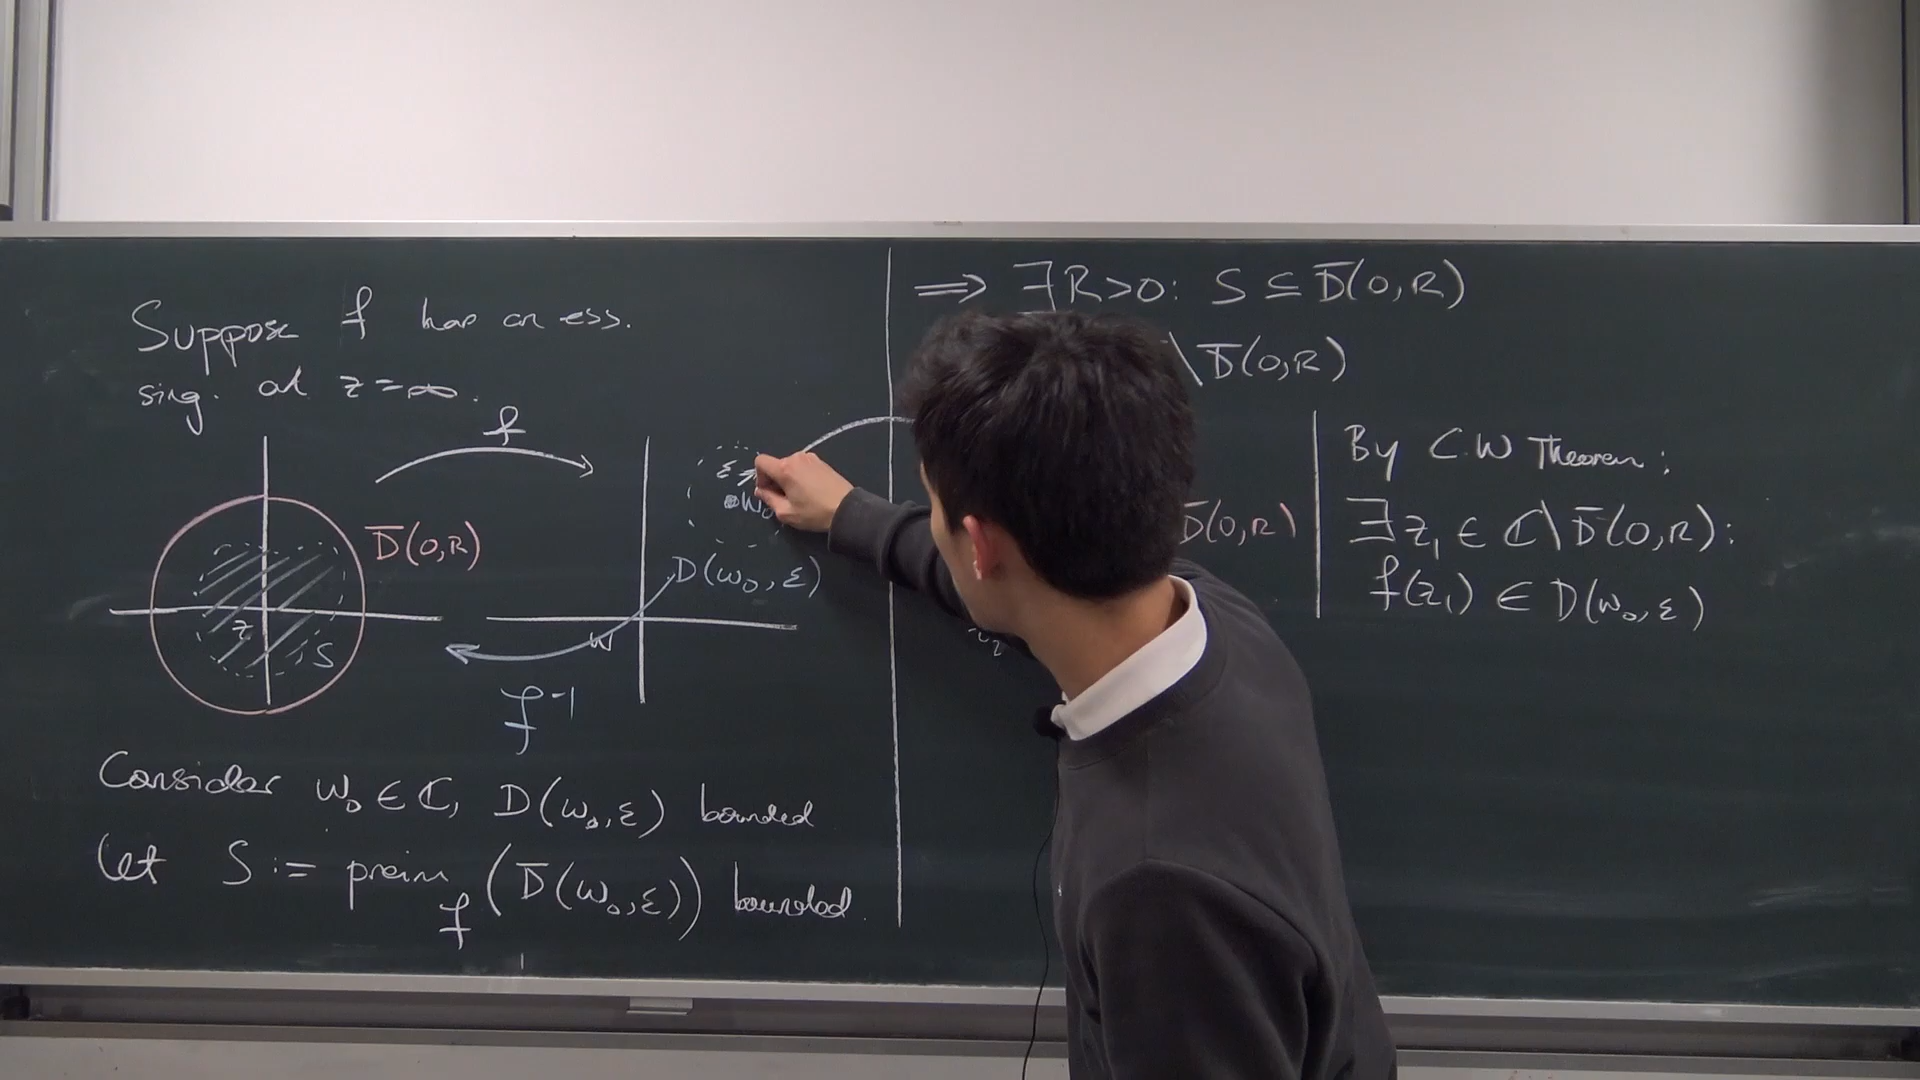 Suppose f has an ess.
sing. at z=∞.
f
D̅(0,R)
z
S
ε
w₀
D(w₀,ε)
w
f⁻¹
Consider w₀ ∈ ℂ, D(w₀,ε) bounded
Let S := preim_f (D̅(w₀,ε)) bounded.
⟹ ∃R>0: S ⊆ D̅(0,R)
\D̅(0,R)
D̅(0,R)
By C.W Theorem:
∃z₁ ∈ ℂ\D̅(0,R):
f(z₁) ∈ D(w₀,ε)